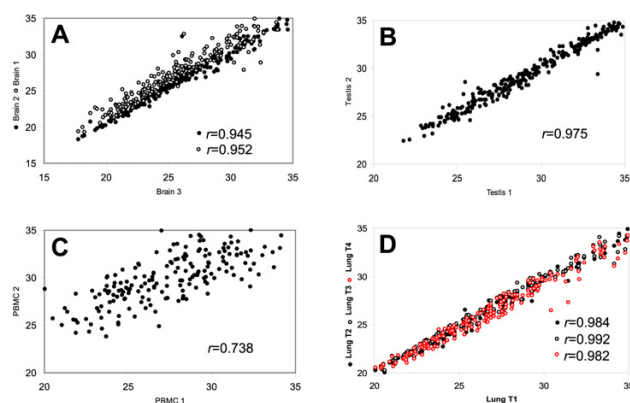 A
35
30
25
20
15
15
20
25
30
35
Brain 3
● Brain 2 ○ Brain 1
● r=0.945
○ r=0.952
B
35
30
25
20
20
25
30
35
Testis 1
Testis 2
r=0.975
C
35
30
25
20
20
25
30
35
PBMC 1
PBMC 2
r=0.738
D
35
30
25
20
20
25
30
35
Lung T1
● Lung T2 ○ Lung T3 ○ Lung T4
● r=0.984
○ r=0.992
○ r=0.982